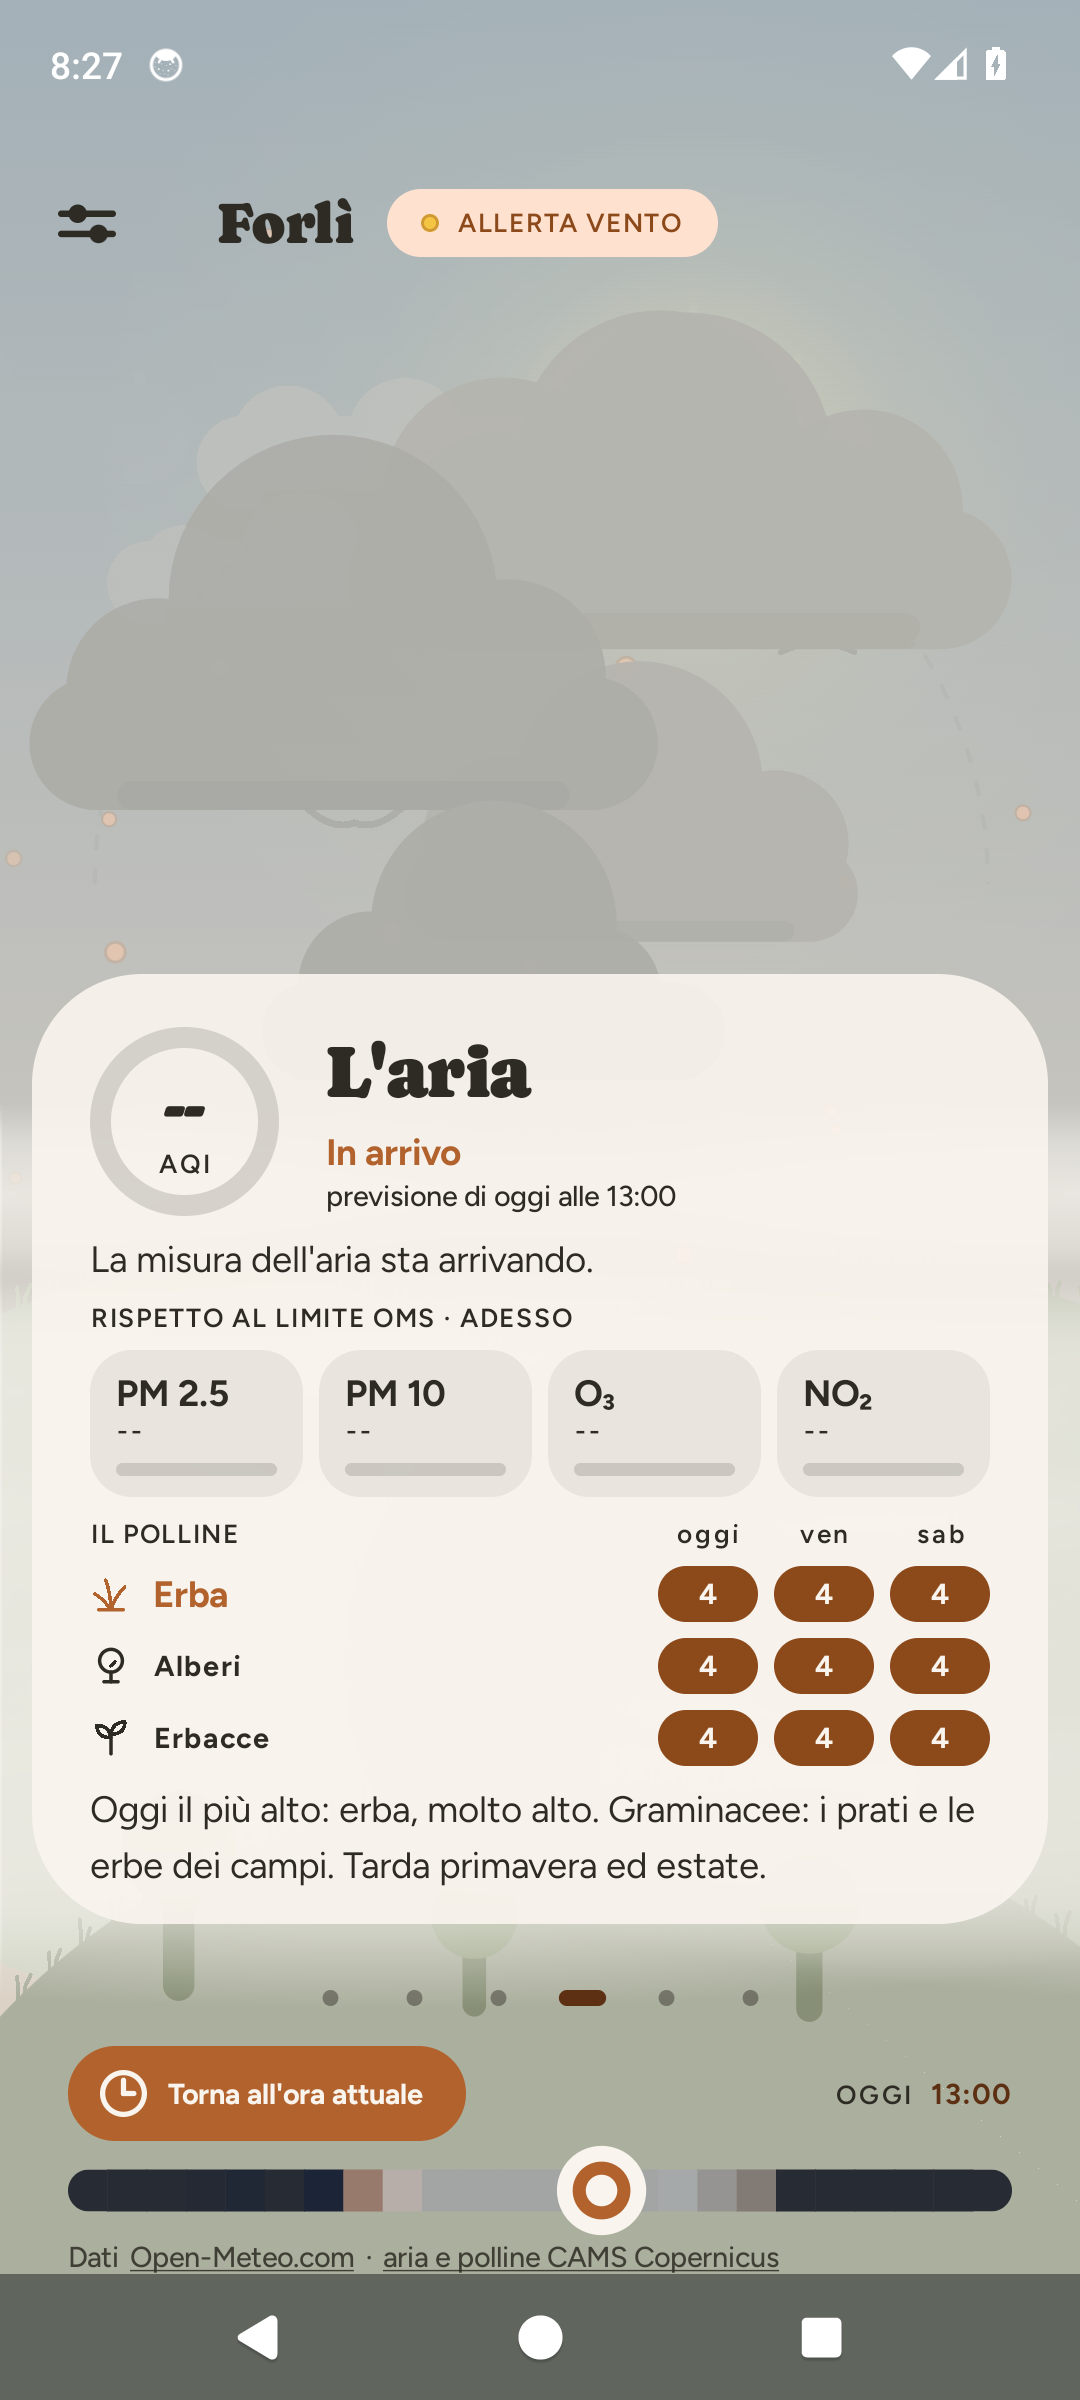 8:27
Forlì
ALLERTA VENTO
--
AQI
L'aria
In arrivo
previsione di oggi alle 13:00
La misura dell'aria sta arrivando.
RISPETTO AL LIMITE OMS · ADESSO
PM 2.5 PM 10 O₃ NO₂
-- -- -- --
IL POLLINE oggi ven sab
Erba 4 4 4
Alberi 4 4 4
Erbacce 4 4 4
Oggi il più alto: erba, molto alto. Graminacee: i prati e le
erbe dei campi. Tarda primavera ed estate.
Torna all'ora attuale OGGI 13:00
Dati Open-Meteo.com · aria e polline CAMS Copernicus